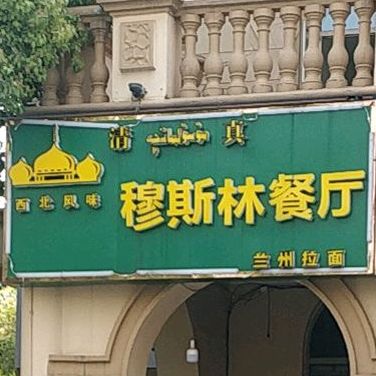 清 真
西北风味
穆斯林餐厅
兰州拉面